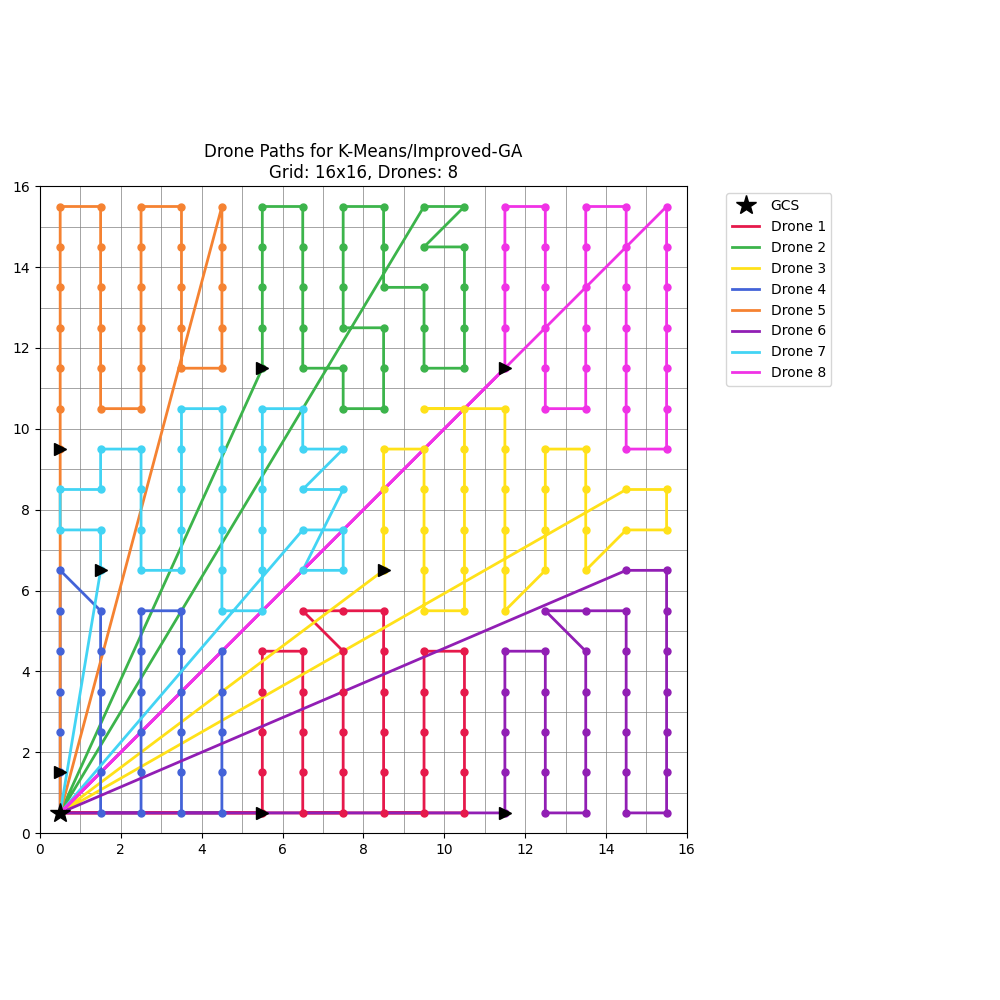 Drone Paths for K-Means/Improved-GA
Grid: 16x16, Drones: 8
16
14
12
10
8
6
4
2
0
0 2 4 6 8 10 12 14 16
GCS
Drone 1
Drone 2
Drone 3
Drone 4
Drone 5
Drone 6
Drone 7
Drone 8